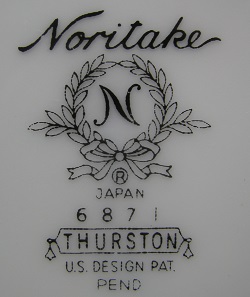 Noritake
N
®
JAPAN
6871
THURSTON
U.S. DESIGN PAT.
PEND